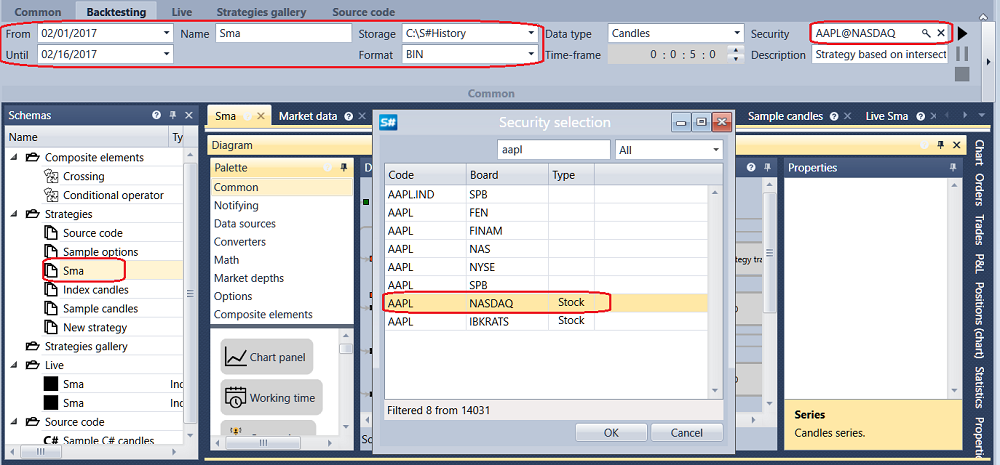 Common Backtesting Live Strategies gallery Source code
From 02/01/2017 Name Sma Storage C:\S#History Data type Candles Security AAPL@NASDAQ
Until 02/16/2017 Format BIN Time-frame 0 : 0 : 5 : 0 Description Strategy based on intersect
Common
Schemas
Name Ty
Composite elements
Crossing
Conditional operator
Strategies
Source code
Sample options
Sma
Index candles
Sample candles
New strategy
Strategies gallery
Live
Sma Inc
Sma Inc
Source code
C# Sample C# candles
Sma Market data Sample candles Live Sma
Diagram
Palette
Common
Notifying
Data sources
Converters
Math
Market depths
Options
Composite elements
Chart panel
Working time
S# Security selection
aapl All
Code Board Type
AAPL.IND SPB
AAPL FEN
AAPL FINAM
AAPL NAS
AAPL NYSE
AAPL SPB
AAPL NASDAQ Stock
AAPL IBKRATS Stock
Filtered 8 from 14031
OK Cancel
Properties
Series
Candles series.
Chart
Orders
Trades
P&L
Positions (chart)
Statistics
Propertie